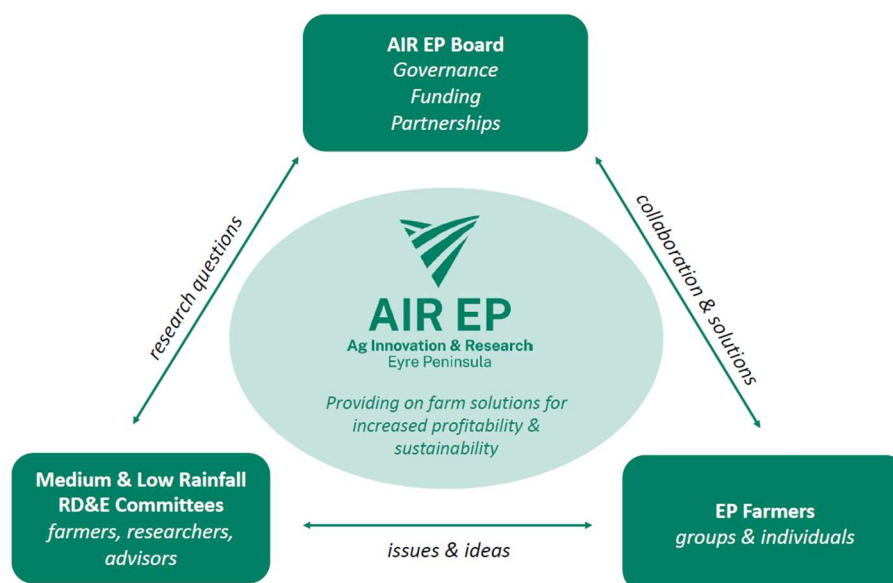 AIR EP Board
Governance
Funding
Partnerships
research questions
collaboration & solutions
AIR EP
Ag Innovation & Research
Eyre Peninsula
Providing on farm solutions for
increased profitability &
sustainability
Medium & Low Rainfall
RD&E Committees
farmers, researchers,
advisors
issues & ideas
EP Farmers
groups & individuals